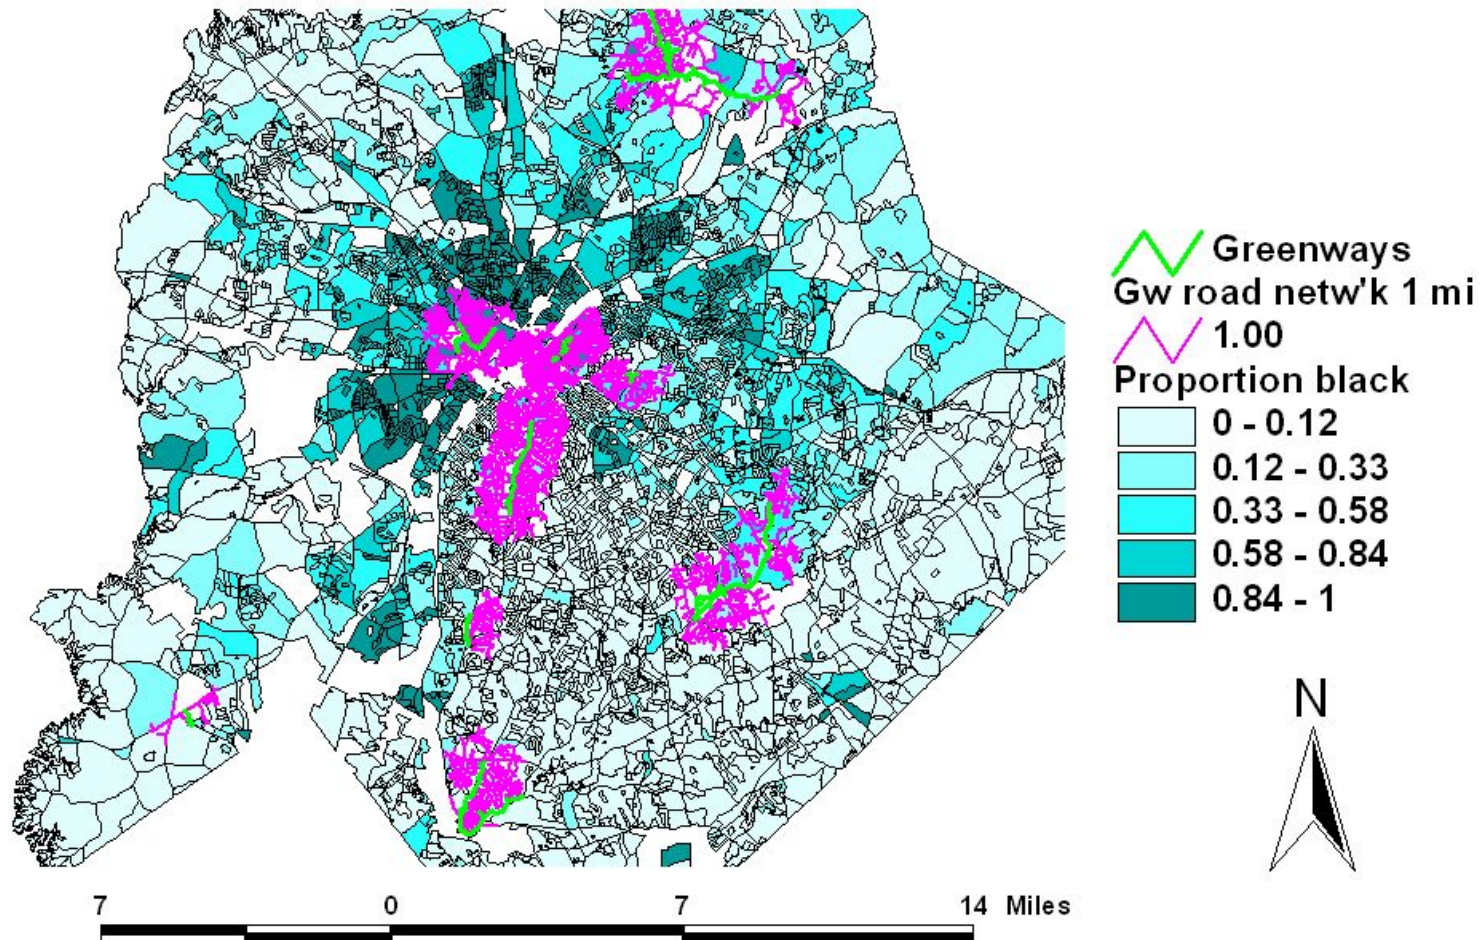 Greenways
Gw road netw'k 1 mi
1.00
Proportion black
0 - 0.12
0.12 - 0.33
0.33 - 0.58
0.58 - 0.84
0.84 - 1
N
7 0 7 14 Miles